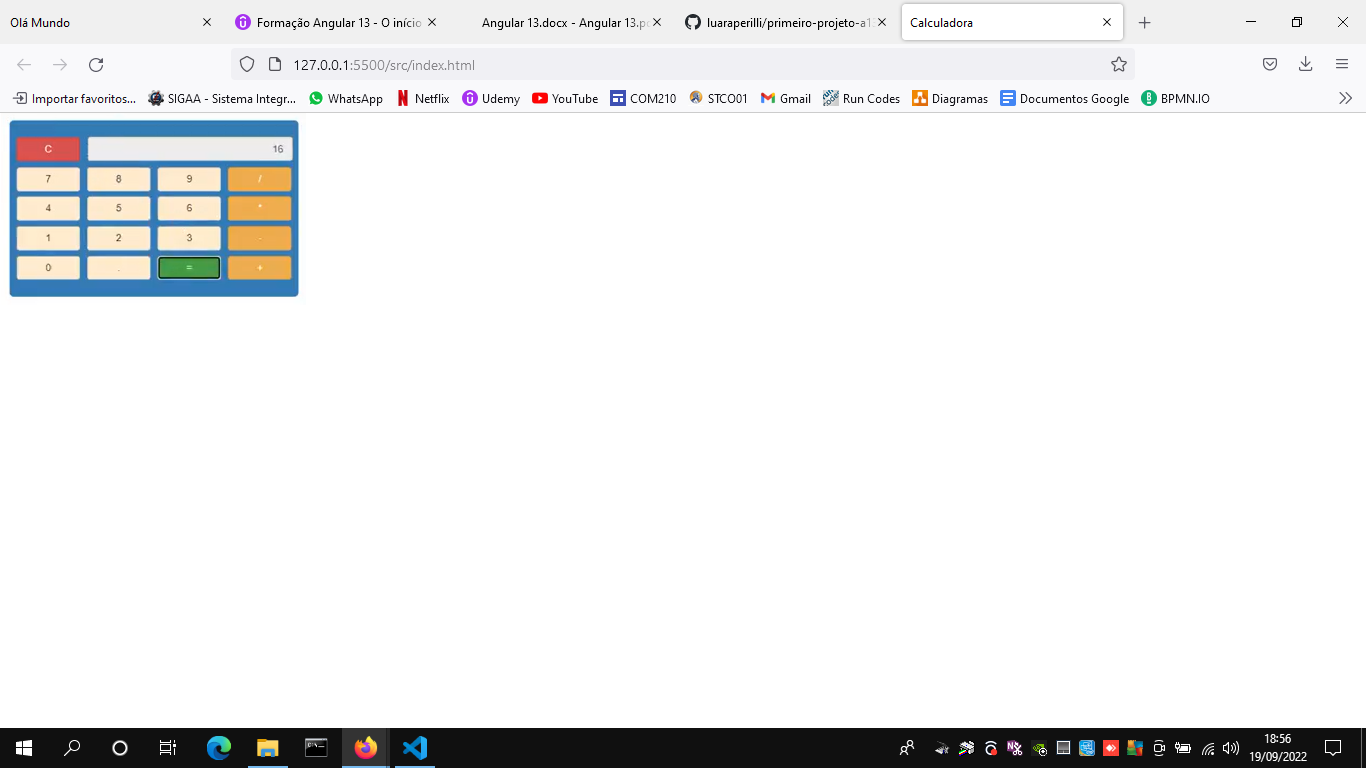 Olá Mundo
Formação Angular 13 - O início
Angular 13.docx - Angular 13.p
luaraperilli/primeiro-projeto-a1
Calculadora
127.0.0.1:5500/src/index.html
Importar favoritos...
SIGAA - Sistema Integr...
WhatsApp
Netflix
Udemy
YouTube
COM210
STCO01
Gmail
Run Codes
Diagramas
Documentos Google
BPMN.IO
C 16
7 8 9 /
4 5 6 *
1 2 3 -
0 . = +
18:56
19/09/2022